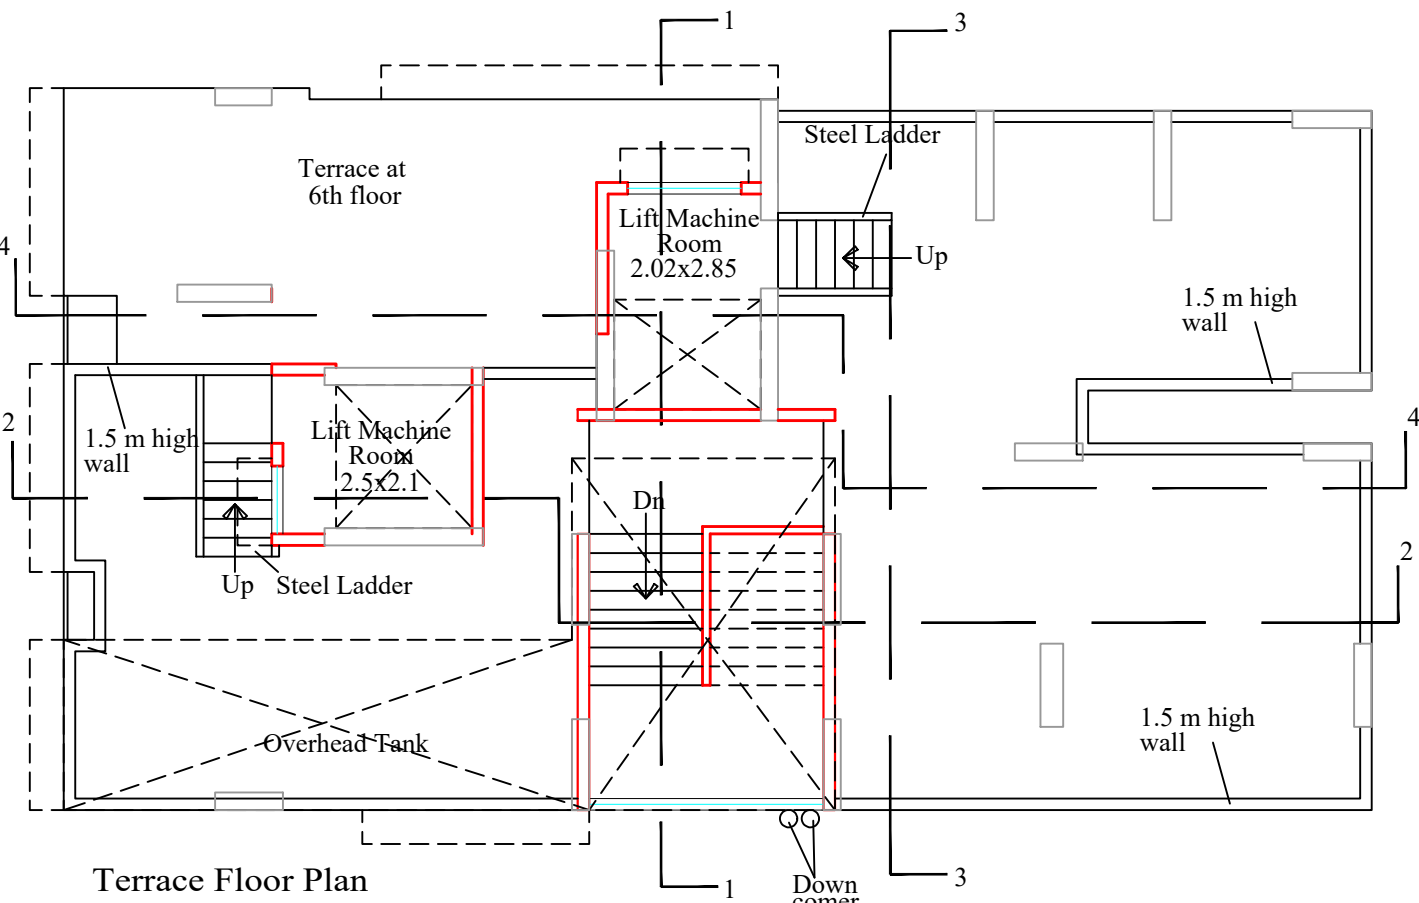 1
3
Steel Ladder
Terrace at
6th floor
Lift Machine
Room
2.02x2.85
4
Up
1.5 m high
wall
2
1.5 m high
wall
Lift Machine
Room
2.5x2.1
4
Dn
2
Up
Steel Ladder
1.5 m high
wall
Overhead Tank
Terrace Floor Plan
1
Down
comer
3